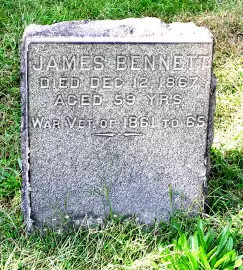 JAMES BENNETT
DIED DEC. 12, 1867
AGED 59 YRS
WAR VET OF 1861 TO 65